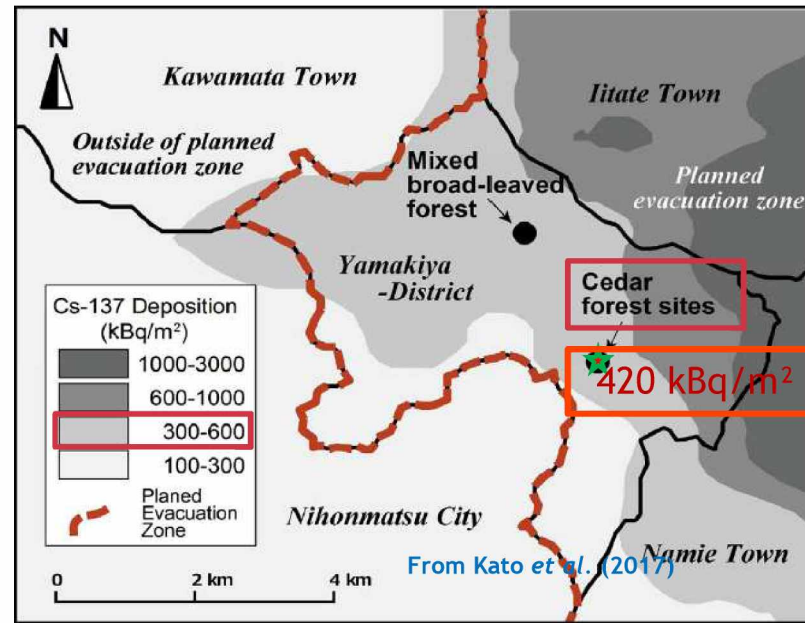 N
Kawamata Town
Iitate Town
Outside of planned
evacuation zone
Mixed
broad-leaved
forest
Planned
evacuation zone
Yamakiya
-District
Cedar
forest sites
420 kBq/m²
Cs-137 Deposition
(kBq/m²)
1000-3000
600-1000
300-600
100-300
Planed
Evacuation
Zone
Nihonmatsu City
Namie Town
From Kato et al. (2017)
0 2 km 4 km